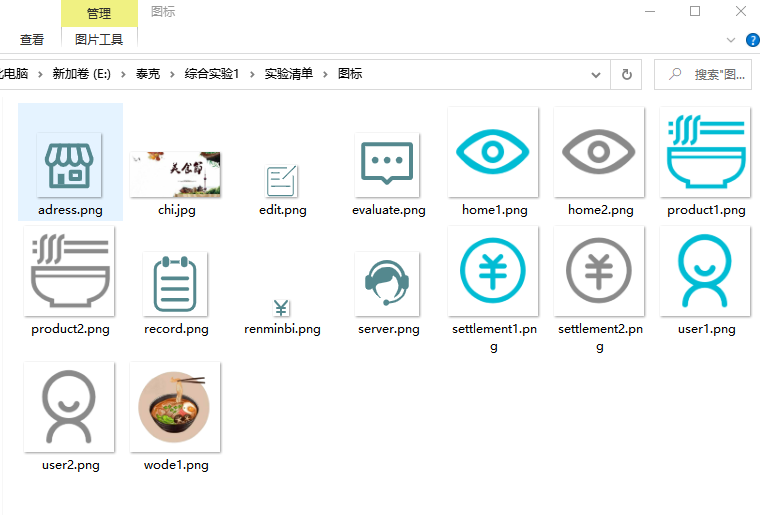 管理
图标
查看
图片工具
电脑 › 新加卷 (E:) › 泰克 › 综合实验1 › 实验清单 › 图标
搜索"图...
adress.png
美食節
chi.jpg
edit.png
evaluate.png
home1.png
home2.png
product1.png
product2.png
record.png
¥
renminbi.png
server.png
¥
settlement1.pn
g
¥
settlement2.pn
g
user1.png
user2.png
wode1.png